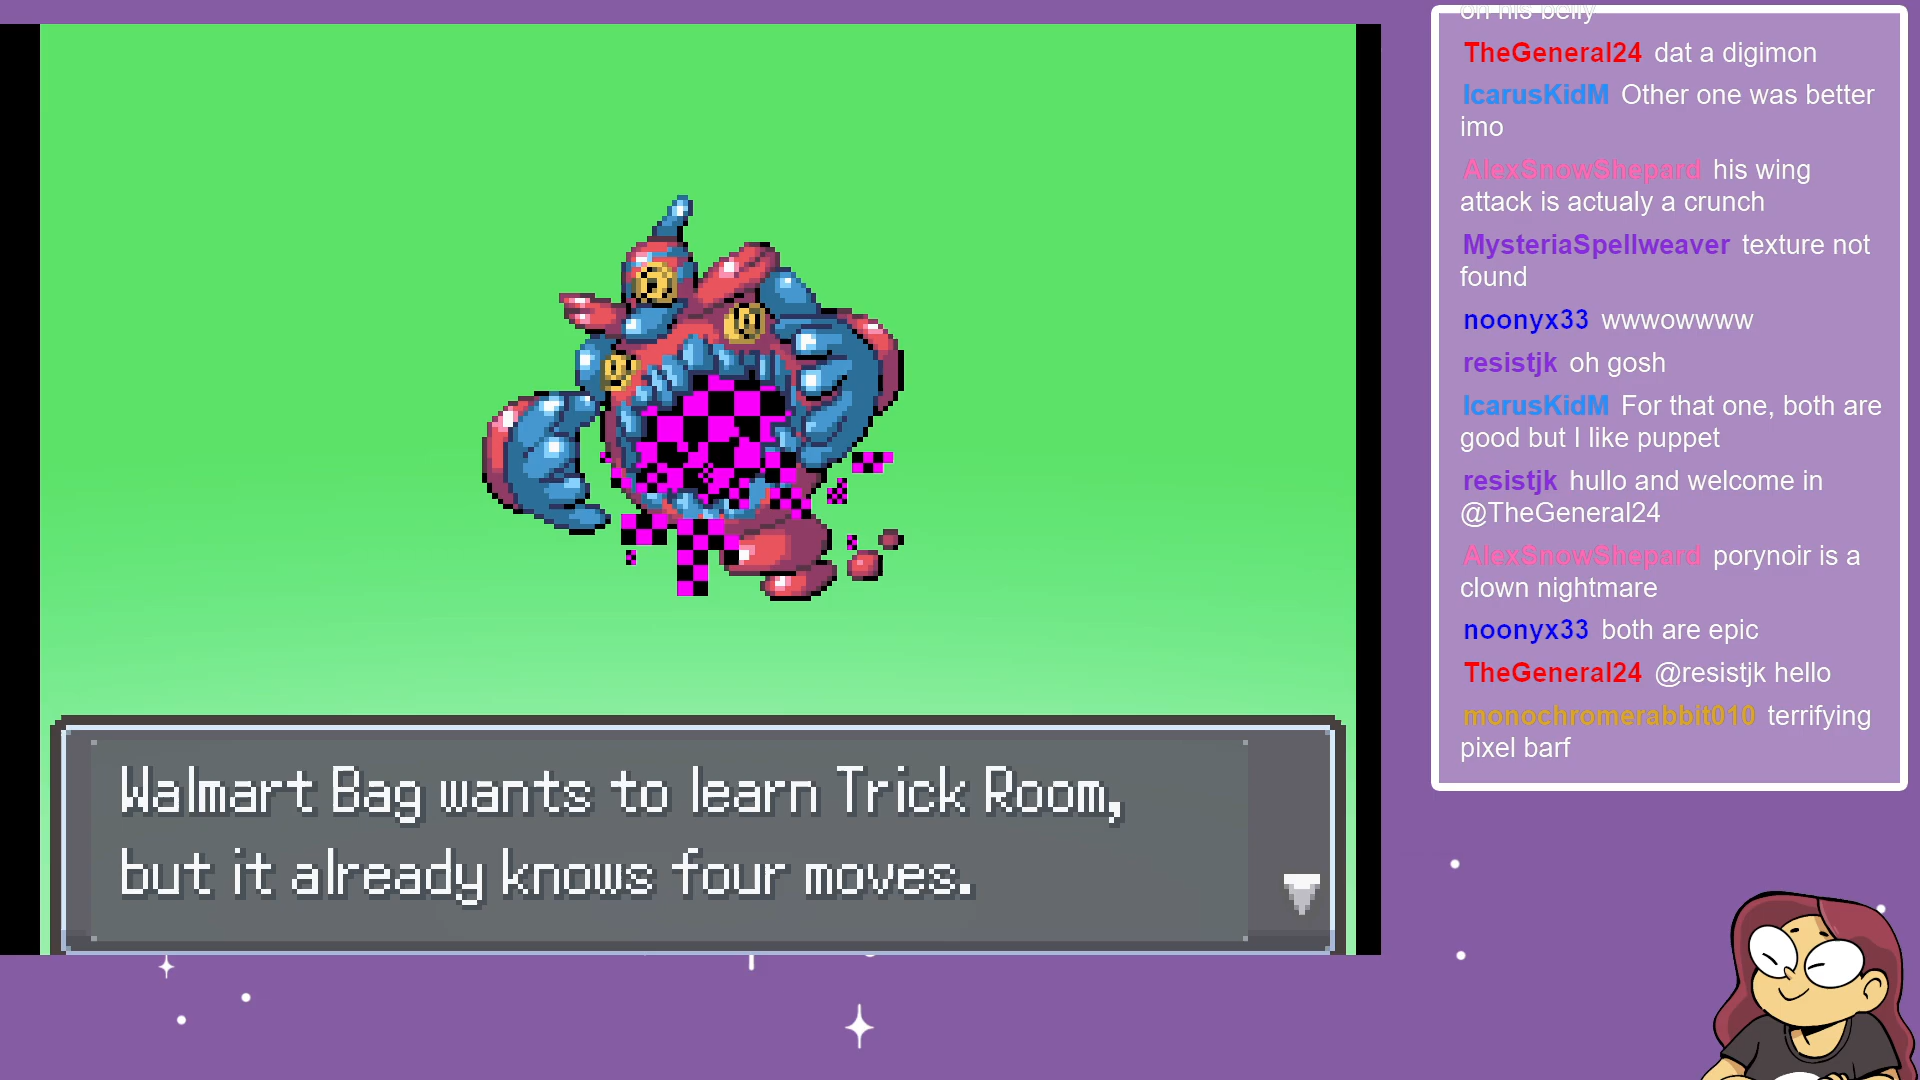 Walmart Bag wants to learn Trick Room,
but it already knows four moves.
on his belly
TheGeneral24 dat a digimon
IcarusKidM Other one was better
imo
AlexSnowShepard his wing
attack is actualy a crunch
MysteriaSpellweaver texture not
found
noonyx33 wwwowwww
resistjk oh gosh
IcarusKidM For that one, both are
good but I like puppet
resistjk hullo and welcome in
@TheGeneral24
AlexSnowShepard porynoir is a
clown nightmare
noonyx33 both are epic
TheGeneral24 @resistjk hello
monochromerabbit010 terrifying
pixel barf